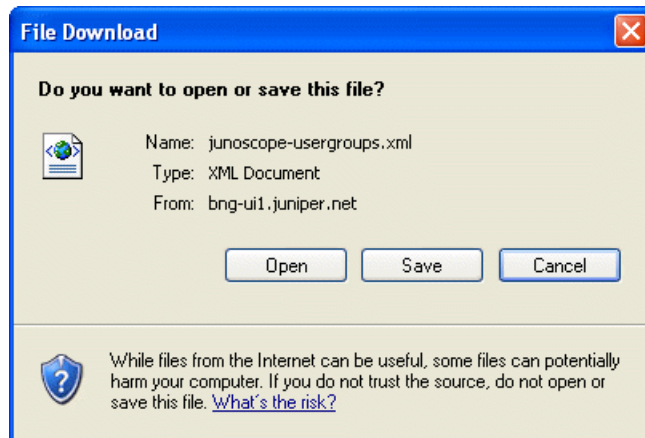 File Download
Do you want to open or save this file?
Name: junoscope-usergroups.xml
Type: XML Document
From: bng-ui1.juniper.net
Open Save Cancel
While files from the Internet can be useful, some files can potentially
harm your computer. If you do not trust the source, do not open or
save this file. What's the risk?